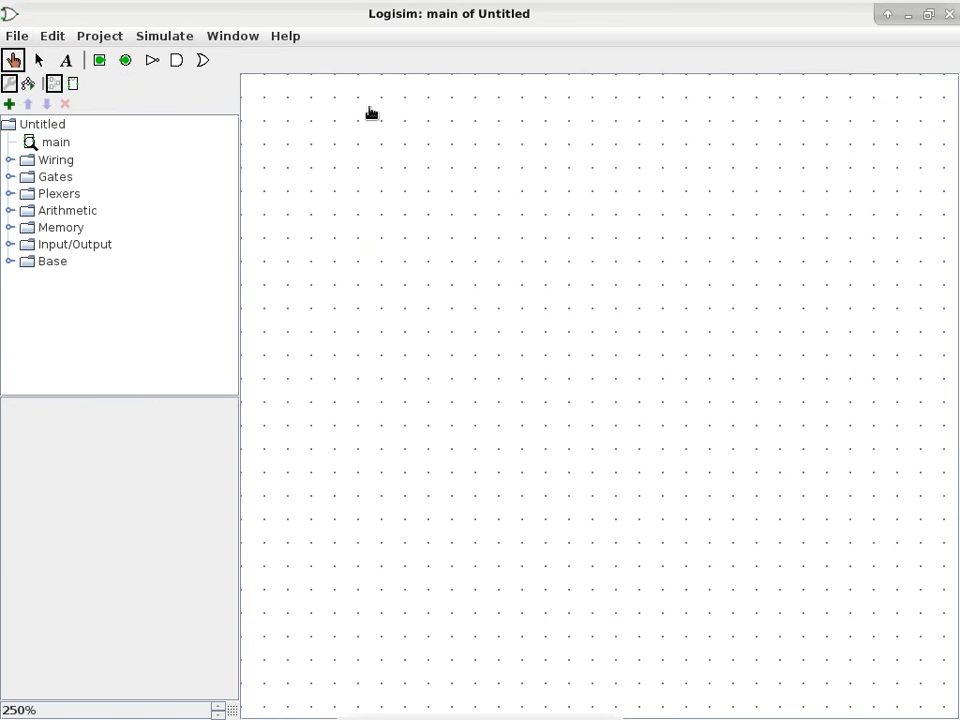 Logisim: main of Untitled
File Edit Project Simulate Window Help
A
Untitled
main
Wiring
Gates
Plexers
Arithmetic
Memory
Input/Output
Base
250%